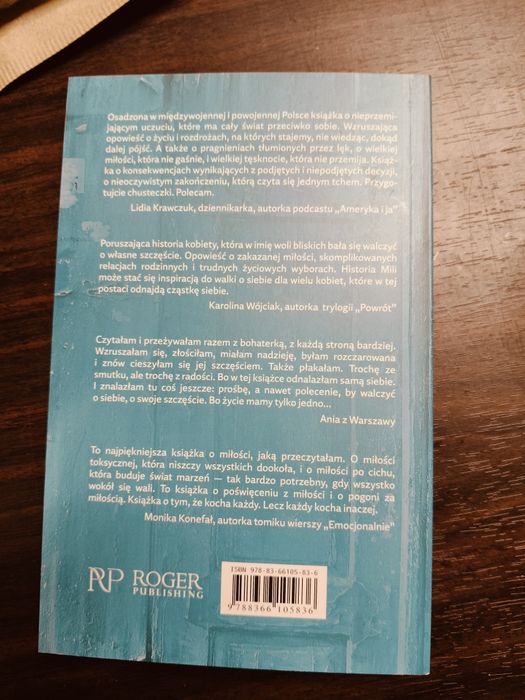 Osadzona w międzywojennej i powojennej Polsce książka o nieprzemi-
jającym uczuciu, które ma cały świat przeciwko sobie. Wzruszająca
opowieść o życiu i rozdrożach, na których stajemy, nie wiedząc, dokąd
dalej pójść. A także o pragnieniach tłumionych przez lęk, o wielkiej
miłości, która nie gaśnie, i wielkiej tęsknocie, która nie przemija. Książ-
ka o konsekwencjach wynikających z podjętych i niepodjętych decyzji,
o nieoczywistym zakończeniu, którą czyta się jednym tchem. Przygo-
tujcie chusteczki. Polecam.
Lidia Krawczuk, dziennikarka, autorka podcastu „Ameryka i ja”
Poruszająca historia kobiety, która w imię woli bliskich bała się walczyć
o własne szczęście. Opowieść o zakazanej miłości, skomplikowanych
relacjach rodzinnych i trudnych życiowych wyborach. Historia Mili
może stać się inspiracją do walki o siebie dla wielu kobiet, które w tej
postaci odnajdą cząstkę siebie.
Karolina Wójciak, autorka trylogii „Powrót”
Czytałam i przeżywałam razem z bohaterką, z każdą stroną bardziej.
Wzruszałam się, złościłam, miałam nadzieję, byłam rozczarowana
i znów cieszyłam się jej szczęściem. Także płakałam. Trochę ze
smutku, ale trochę z radości. Bo w tej książce odnalazłam samą siebie.
I znalazłam tu coś jeszcze: prośbę, a nawet polecenie, by walczyć
o siebie, o swoje szczęście. Bo życie mamy tylko jedno...
Ania z Warszawy
To najpiękniejsza książka o miłości, jaką przeczytałam. O miłości
toksycznej, która niszczy wszystkich dookoła, i o miłości po cichu,
która buduje świat marzeń — tak bardzo potrzebny, gdy wszystko
wokół się wali. To książka o poświęceniu z miłości i o pogoni za
miłością. Książka o tym, że kocha każdy. Lecz każdy kocha inaczej.
Monika Konefał, autorka tomiku wierszy „Emocjonalnie”
ISBN 978-83-66105-83-6
RP ROGER
PUBLISHING
9 788366 105836